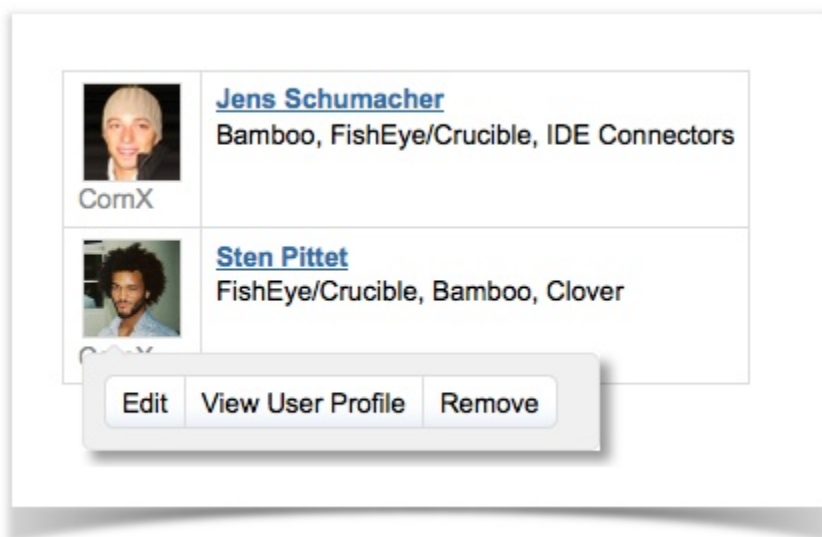 Jens Schumacher
Bamboo, FishEye/Crucible, IDE Connectors
CornX
Sten Pittet
FishEye/Crucible, Bamboo, Clover
Edit
View User Profile
Remove